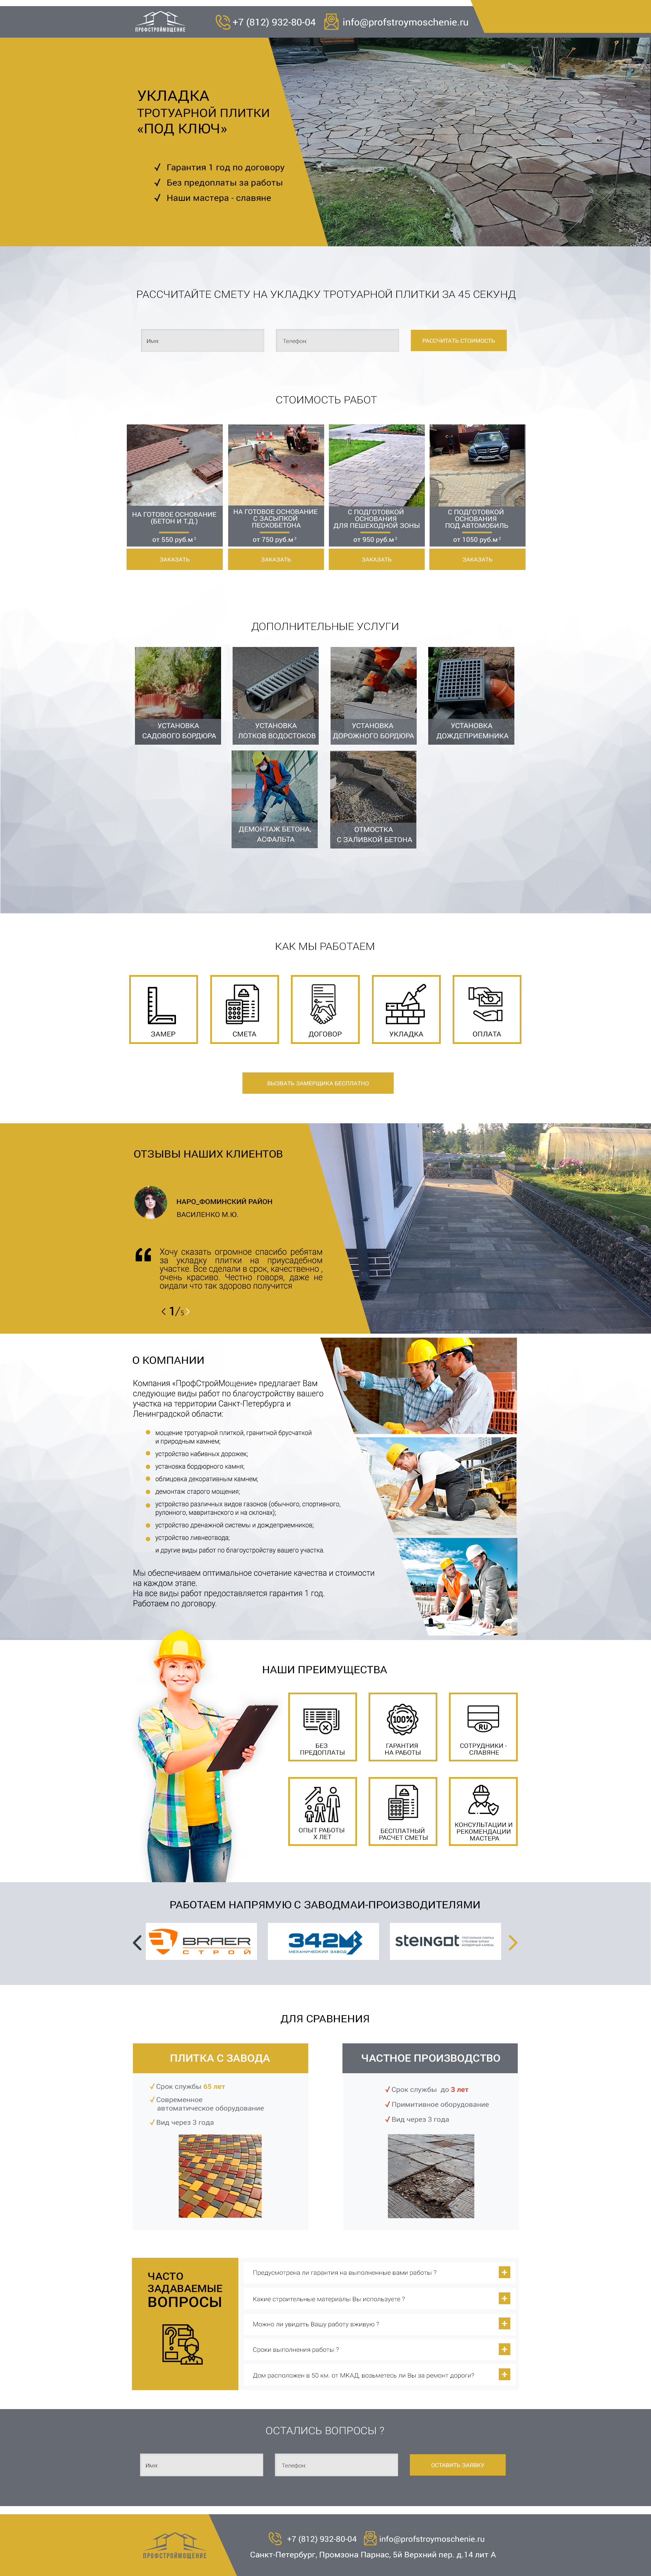 ПРОФСТРОЙМОЩЕНИЕ
+7 (812) 932-80-04
info@profstroymoschenie.ru
УКЛАДКА
ТРОТУАРНОЙ ПЛИТКИ
«ПОД КЛЮЧ»
Гарантия 1 год по договору
Без предоплаты за работы
Наши мастера - славяне
РАССЧИТАЙТЕ СМЕТУ НА УКЛАДКУ ТРОТУАРНОЙ ПЛИТКИ ЗА 45 СЕКУНД
Имя
Телефон
РАССЧИТАТЬ СТОИМОСТЬ
СТОИМОСТЬ РАБОТ
НА ГОТОВОЕ ОСНОВАНИЕ
(БЕТОН И Т.Д.)
от 550 руб.м²
ЗАКАЗАТЬ
НА ГОТОВОЕ ОСНОВАНИЕ
С ЗАСЫПКОЙ
ПЕСКОБЕТОНА
от 750 руб.м²
ЗАКАЗАТЬ
С ПОДГОТОВКОЙ
ОСНОВАНИЯ
ДЛЯ ПЕШЕХОДНОЙ ЗОНЫ
от 950 руб.м²
ЗАКАЗАТЬ
С ПОДГОТОВКОЙ
ОСНОВАНИЯ
ПОД АВТОМОБИЛЬ
от 1050 руб.м²
ЗАКАЗАТЬ
ДОПОЛНИТЕЛЬНЫЕ УСЛУГИ
УСТАНОВКА
САДОВОГО БОРДЮРА
УСТАНОВКА
ЛОТКОВ ВОДОСТОКОВ
УСТАНОВКА
ДОРОЖНОГО БОРДЮРА
УСТАНОВКА
ДОЖДЕПРИЕМНИКА
ДЕМОНТАЖ БЕТОНА,
АСФАЛЬТА
ОТМОСТКА
С ЗАЛИВКОЙ БЕТОНА
КАК МЫ РАБОТАЕМ
ЗАМЕР
СМЕТА
ДОГОВОР
УКЛАДКА
ОПЛАТА
ВЫЗВАТЬ ЗАМЕРЩИКА БЕСПЛАТНО
ОТЗЫВЫ НАШИХ КЛИЕНТОВ
НАРО_ФОМИНСКИЙ РАЙОН
ВАСИЛЕНКО М.Ю.
Хочу сказать огромное спасибо ребятам
за укладку плитки на приусадебном
участке. Все сделали в срок, качественно ,
очень красиво. Честно говоря, даже не
оидали что так здорово получится
1/5
О КОМПАНИИ
Компания «ПрофСтройМощение» предлагает Вам
следующие виды работ по благоустройству вашего
участка на территории Санкт-Петербурга и
Ленинградской области:
мощение тротуарной плиткой, гранитной брусчаткой
и природным камнем;
устройство набивных дорожек;
установка бордюрного камня;
облицовка декоративным камнем;
демонтаж старого мощения;
устройство различных видов газонов (обычного, спортивного,
рулонного, мавританского и на склонах);
устройство дренажной системы и дождеприемников;
устройство ливнеотвода;
и другие виды работ по благоустройству вашего участка.
Мы обеспечиваем оптимальное сочетание качества и стоимости
на каждом этапе.
На все виды работ предоставляется гарантия 1 год.
Работаем по договору.
НАШИ ПРЕИМУЩЕСТВА
БЕЗ
ПРЕДОПЛАТЫ
100%
ГАРАНТИЯ
НА РАБОТЫ
RU
СОТРУДНИКИ -
СЛАВЯНЕ
ОПЫТ РАБОТЫ
Х ЛЕТ
БЕСПЛАТНЫЙ
РАСЧЕТ СМЕТЫ
КОНСУЛЬТАЦИИ И
РЕКОМЕНДАЦИИ
МАСТЕРА
РАБОТАЕМ НАПРЯМУЮ С ЗАВОДМАИ-ПРОИЗВОДИТЕЛЯМИ
BRAER
СТРОЙ
342
МЕХАНИЧЕСКИЙ ЗАВОД
steingot
ДЛЯ СРАВНЕНИЯ
ПЛИТКА С ЗАВОДА
Срок службы 65 лет
Современное
автоматическое оборудование
Вид через 3 года
ЧАСТНОЕ ПРОИЗВОДСТВО
Срок службы до 3 лет
Примитивное оборудование
Вид через 3 года
ЧАСТО
ЗАДАВАЕМЫЕ
ВОПРОСЫ
Предусмотрена ли гарантия на выполненные вами работы ?
Какие строительные материалы Вы используете ?
Можно ли увидеть Вашу работу вживую ?
Сроки выполнения работы ?
Дом расположен в 50 км. от МКАД, возьметесь ли Вы за ремонт дороги?
ОСТАЛИСЬ ВОПРОСЫ ?
Имя
Телефон
ОСТАВИТЬ ЗАЯВКУ
ПРОФСТРОЙМОЩЕНИЕ
+7 (812) 932-80-04
info@profstroymoschenie.ru
Санкт-Петербург, Промзона Парнас, 5й Верхний пер. д.14 лит А